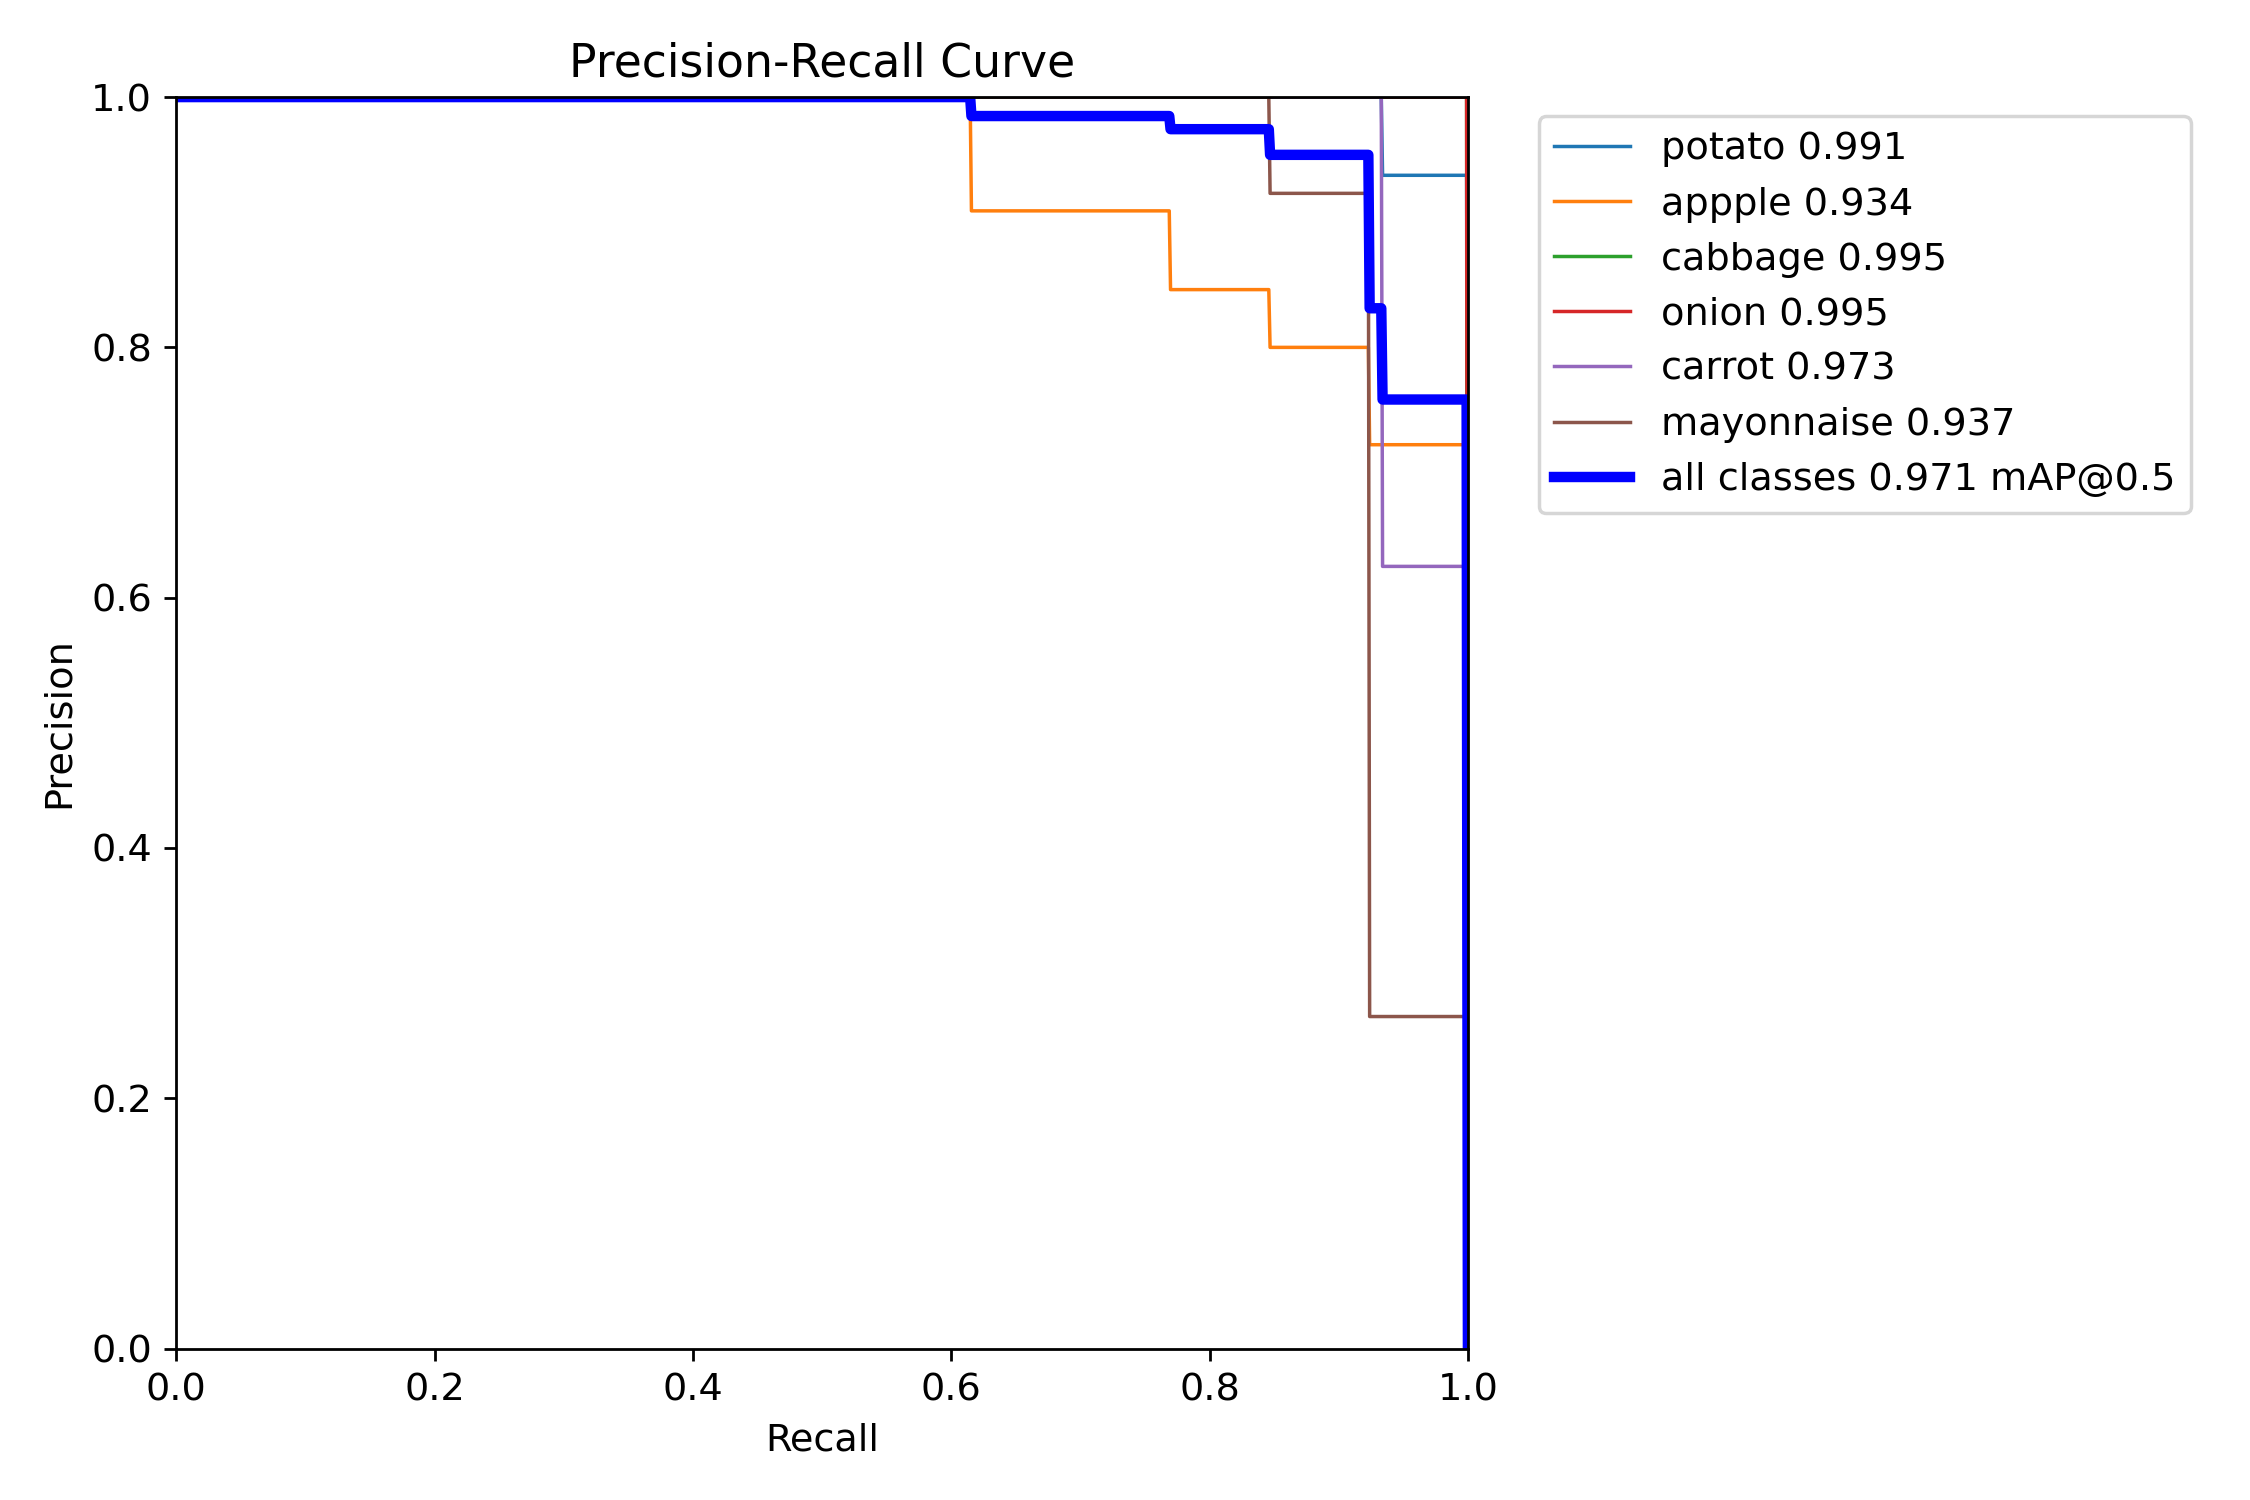 Precision-Recall Curve
1.0
0.8
0.6
0.4
0.2
0.0
Precision
0.0 0.2 0.4 0.6 0.8 1.0
Recall
potato 0.991
appple 0.934
cabbage 0.995
onion 0.995
carrot 0.973
mayonnaise 0.937
all classes 0.971 mAP@0.5